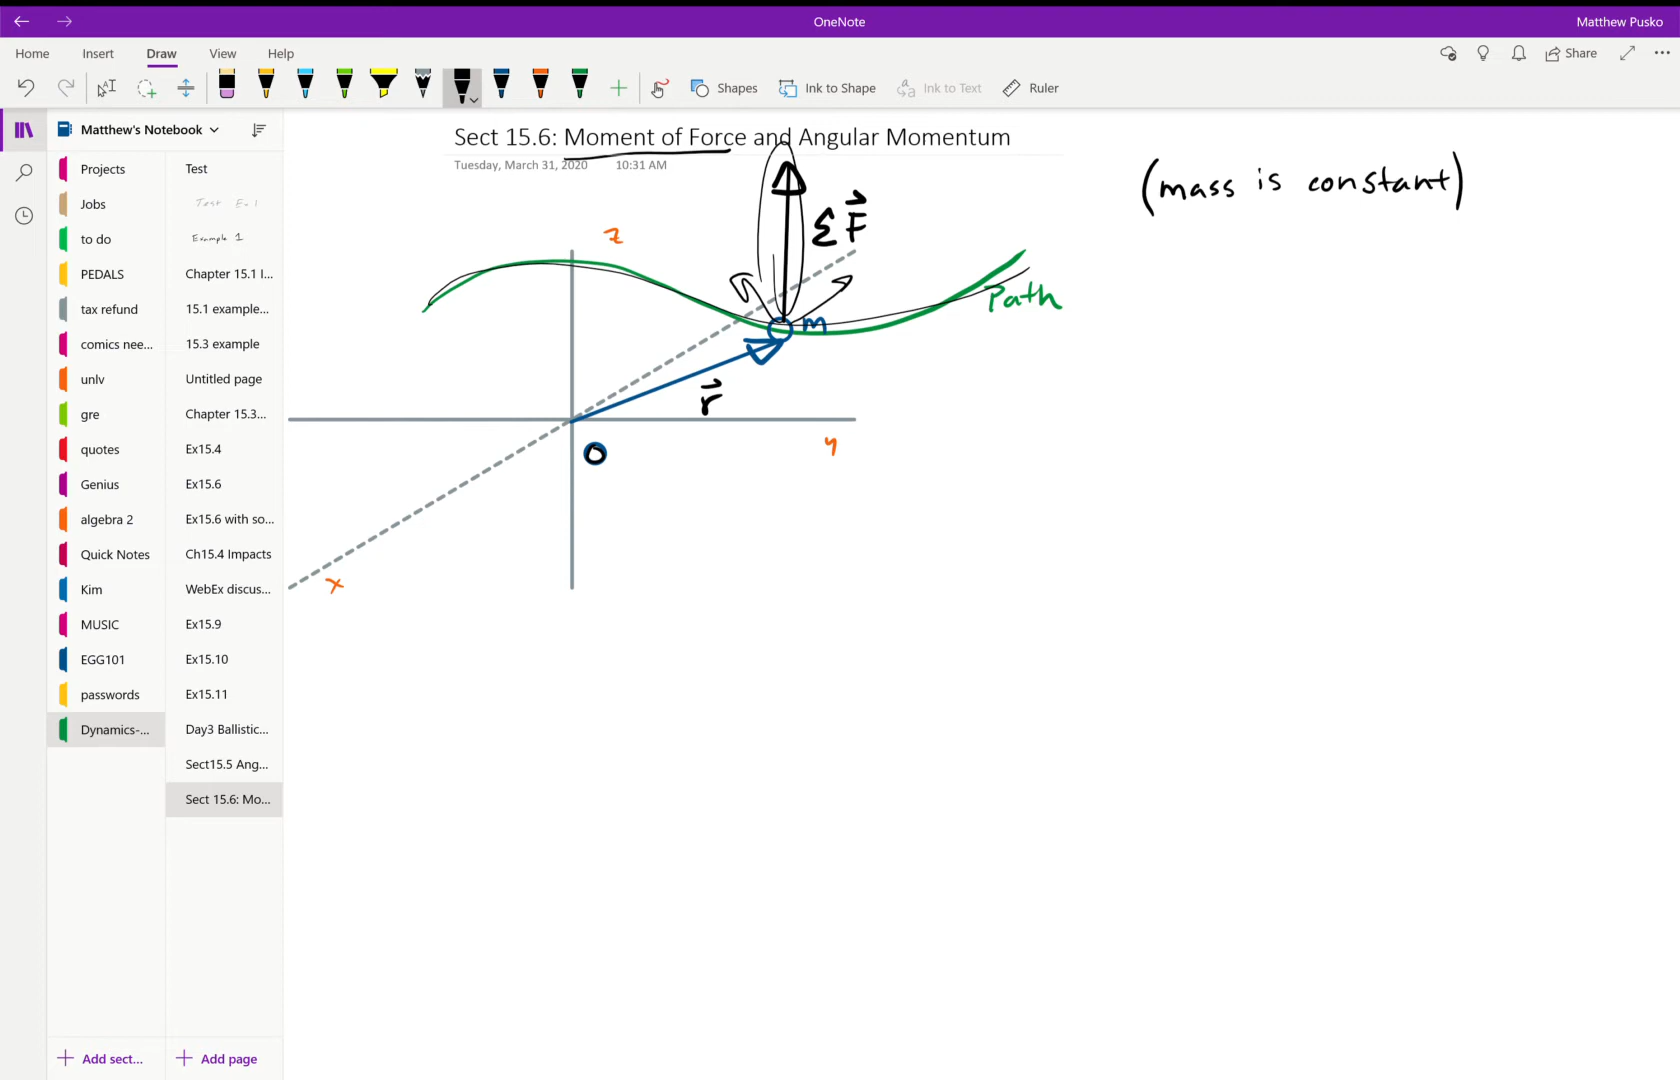 OneNote
Matthew Pusko
Home Insert Draw View Help
Share
Shapes Ink to Shape Ink to Text Ruler
Matthew's Notebook
Projects
Jobs
to do
PEDALS
tax refund
comics nee...
unlv
gre
quotes
Genius
algebra 2
Quick Notes
Kim
MUSIC
EGG101
passwords
Dynamics-...
Add sect...
Test
Test Ex 1
Example 1
Chapter 15.1 I...
15.1 example...
15.3 example
Untitled page
Chapter 15.3...
Ex15.4
Ex15.6
Ex15.6 with so...
Ch15.4 Impacts
WebEx discus...
Ex15.9
Ex15.10
Ex15.11
Day3 Ballistic...
Sect15.5 Ang...
Sect 15.6: Mo...
Add page
Sect 15.6: Moment of Force and Angular Momentum
Tuesday, March 31, 2020 10:31 AM
(mass is constant)
z
Σ F⃗
Path
m
r⃗
y
O
x